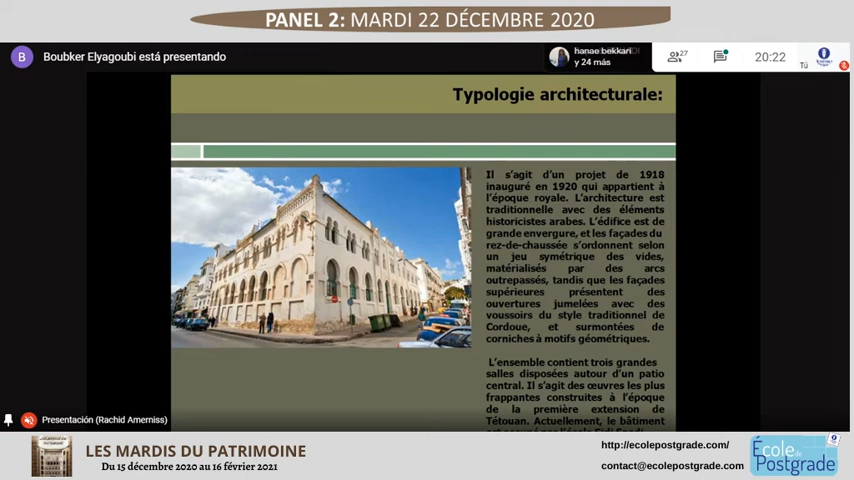 PANEL 2: MARDI 22 DÉCEMBRE 2020
B
Boubker Elyagoubi está presentando
hanae bekkari
y 24 más
27
20:22
Tú
Typologie architecturale:
Il s'agit d'un projet de 1918
inauguré en 1920 qui appartient à
l'époque royale. L'architecture est
traditionnelle avec des éléments
historicistes arabes. L'édifice est de
grande envergure, et les façades du
rez-de-chaussée s'ordonnent selon
un jeu symétrique des vides,
matérialisés par des arcs
outrepassés, tandis que les façades
supérieures présentent des
ouvertures jumelées avec des
voussoirs du style traditionnel de
Cordoue, et surmontées de
corniches à motifs géométriques.
L'ensemble contient trois grandes
salles disposées autour d'un patio
central. Il s'agit des œuvres les plus
frappantes construites à l'époque
de la première extension de
Tétouan. Actuellement, le bâtiment
Presentación (Rachid Amerniss)
LES MARDIS DU PATRIMOINE
Du 15 décembre 2020 au 16 février 2021
http://ecolepostgrade.com/
contact@ecolepostgrade.com
École de
Postgrade